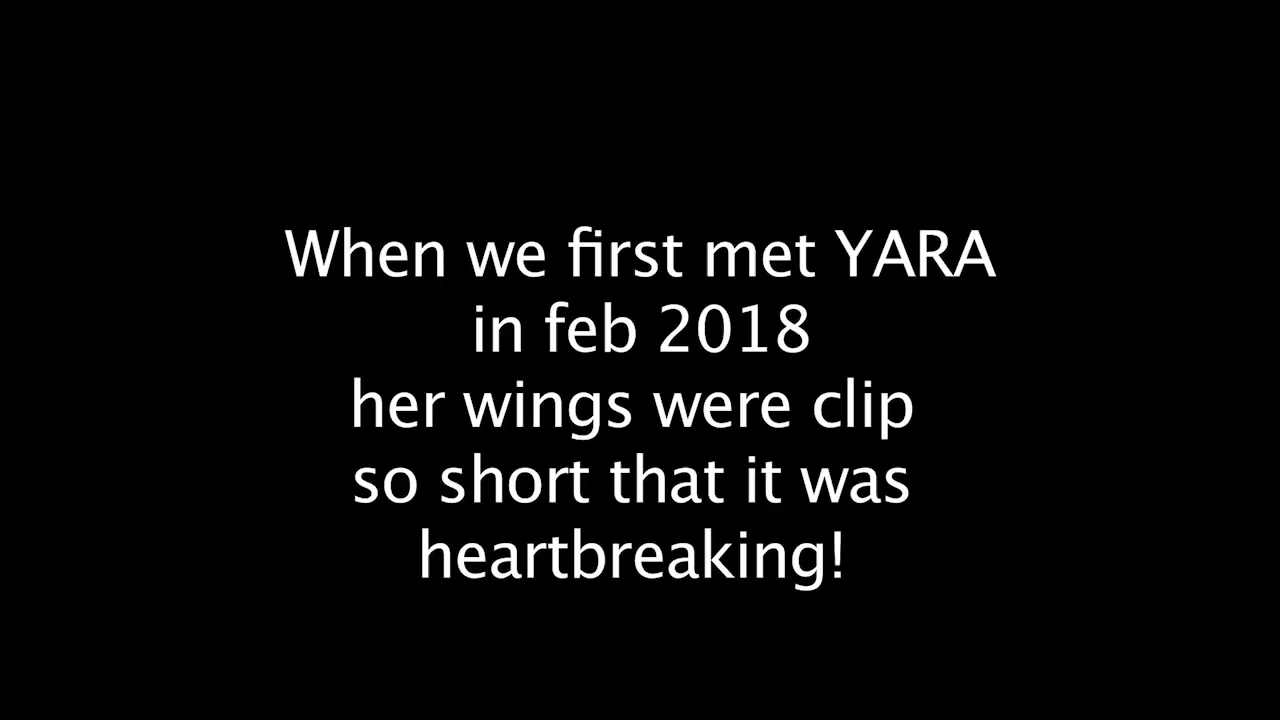 When we first met YARA
in feb 2018
her wings were clip
so short that it was
heartbreaking!